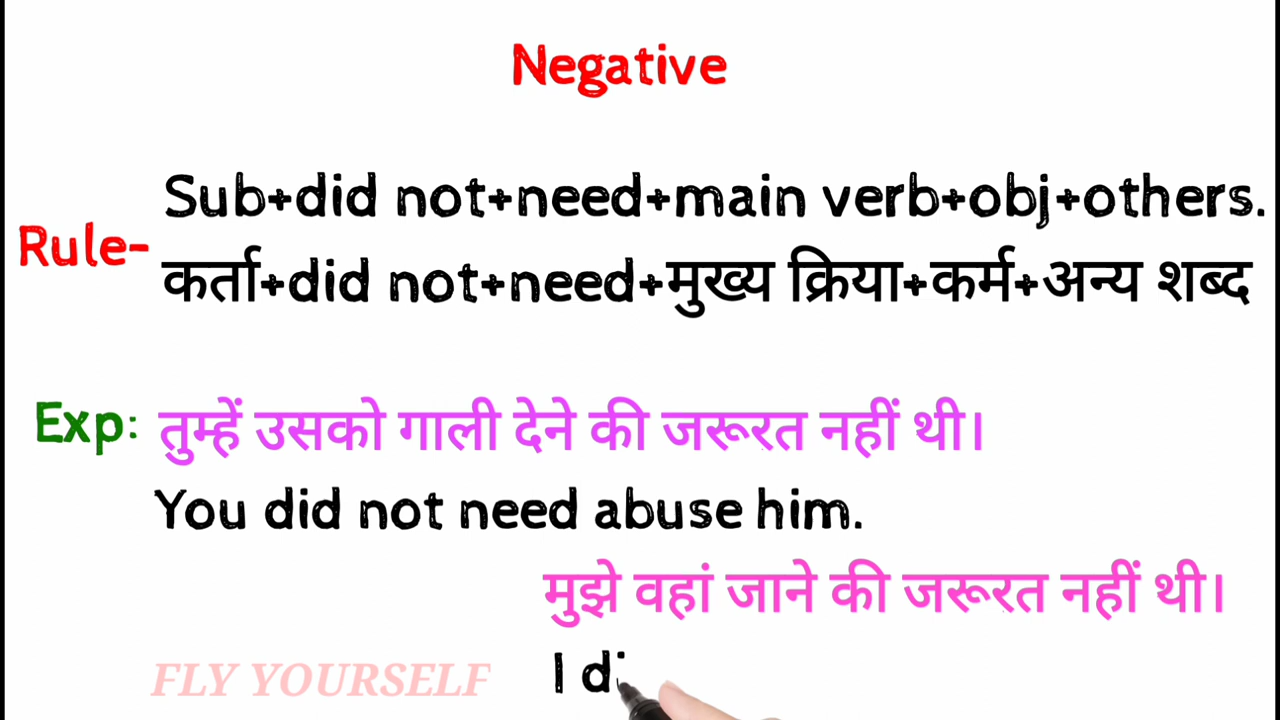 Negative
Sub+did not+need+main verb+obj+others.
Rule-
कर्ता+did not+need+मुख्य क्रिया+कर्म+अन्य शब्द
Exp: तुम्हें उसको गाली देने की जरूरत नहीं थी।
You did not need abuse him.
मुझे वहां जाने की जरूरत नहीं थी।
FLY YOURSELF
I di